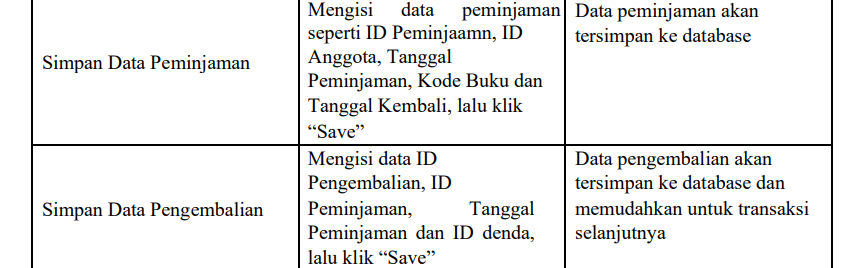 Simpan Data Peminjaman
Mengisi data peminjaman
seperti ID Peminjaamn, ID
Anggota, Tanggal
Peminjaman, Kode Buku dan
Tanggal Kembali, lalu klik
“Save”
Data peminjaman akan
tersimpan ke database
Simpan Data Pengembalian
Mengisi data ID
Pengembalian, ID
Peminjaman, Tanggal
Peminjaman dan ID denda,
lalu klik “Save”
Data pengembalian akan
tersimpan ke database dan
memudahkan untuk transaksi
selanjutnya